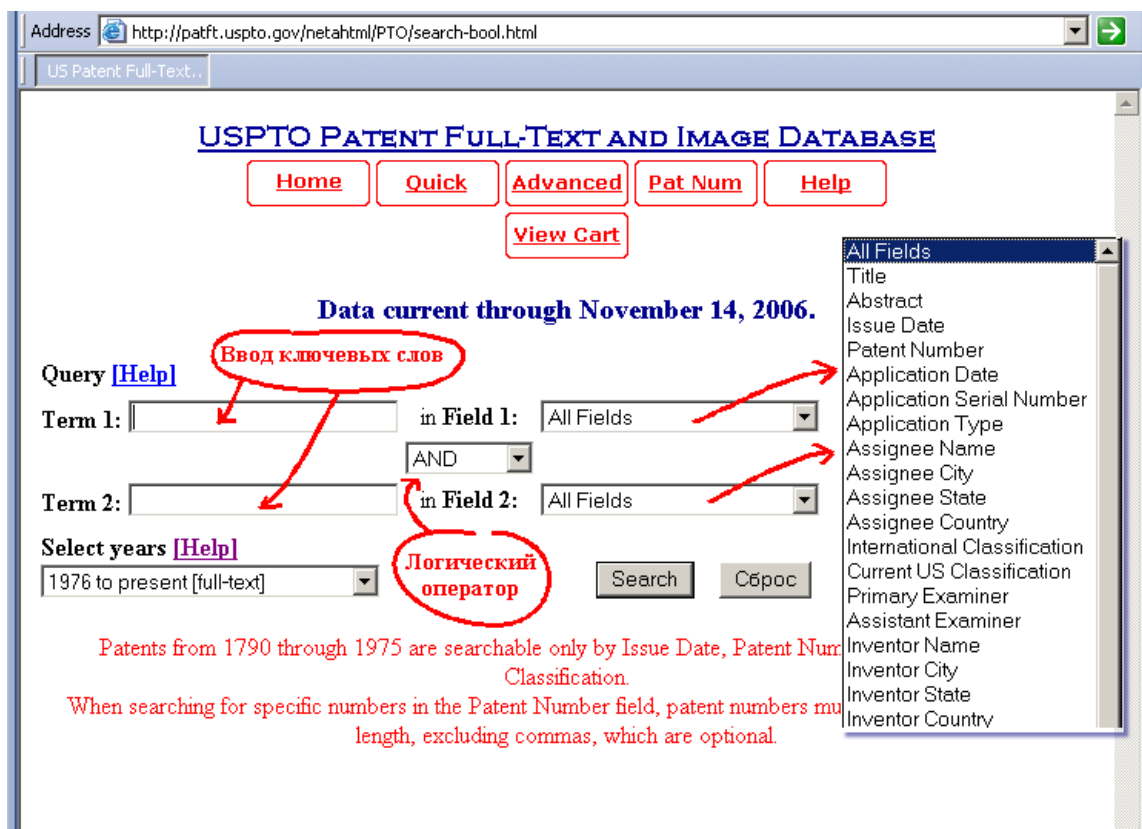 Address http://patft.uspto.gov/netahtml/PTO/search-bool.html
US Patent Full-Text..
USPTO Patent Full-Text and Image Database
Home Quick Advanced Pat Num Help
View Cart
Data current through November 14, 2006.
Ввод ключевых слов
Query [Help]
Term 1: in Field 1: All Fields
AND
Term 2: in Field 2: All Fields
Select years [Help]
1976 to present [full-text]
Логический
оператор
Search Сброс
Patents from 1790 through 1975 are searchable only by Issue Date, Patent
Classification.
When searching for specific numbers in the Patent Number field, patent numbers
length, excluding commas, which are optional.
All Fields
Title
Abstract
Issue Date
Patent Number
Application Date
Application Serial Number
Application Type
Assignee Name
Assignee City
Assignee State
Assignee Country
International Classification
Current US Classification
Primary Examiner
Assistant Examiner
Inventor Name
Inventor City
Inventor State
Inventor Country